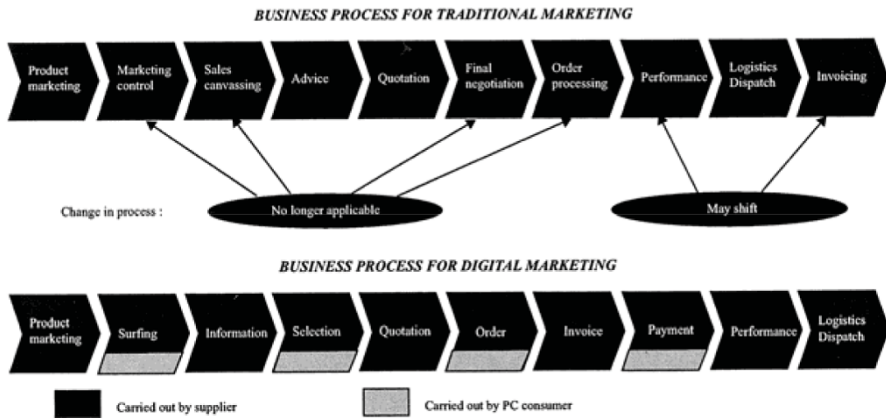 BUSINESS PROCESS FOR TRADITIONAL MARKETING
Product
marketing
Marketing
control
Sales
canvassing
Advice
Quotation
Final
negotiation
Order
processing
Performance
Logistics
Dispatch
Invoicing
Change in process :
No longer applicable
May shift
BUSINESS PROCESS FOR DIGITAL MARKETING
Product
marketing
Surfing
Information
Selection
Quotation
Order
Invoice
Payment
Performance
Logistics
Dispatch
Carried out by supplier
Carried out by PC consumer